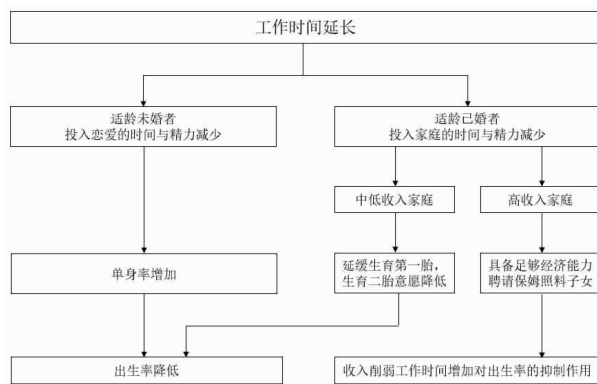 工作时间延长
适龄未婚者
投入恋爱的时间与精力减少
适龄已婚者
投入家庭的时间与精力减少
中低收入家庭
高收入家庭
单身率增加
延缓生育第一胎，
生育二胎意愿降低
具备足够经济能力
聘请保姆照料子女
出生率降低
收入削弱工作时间增加对出生率的抑制作用